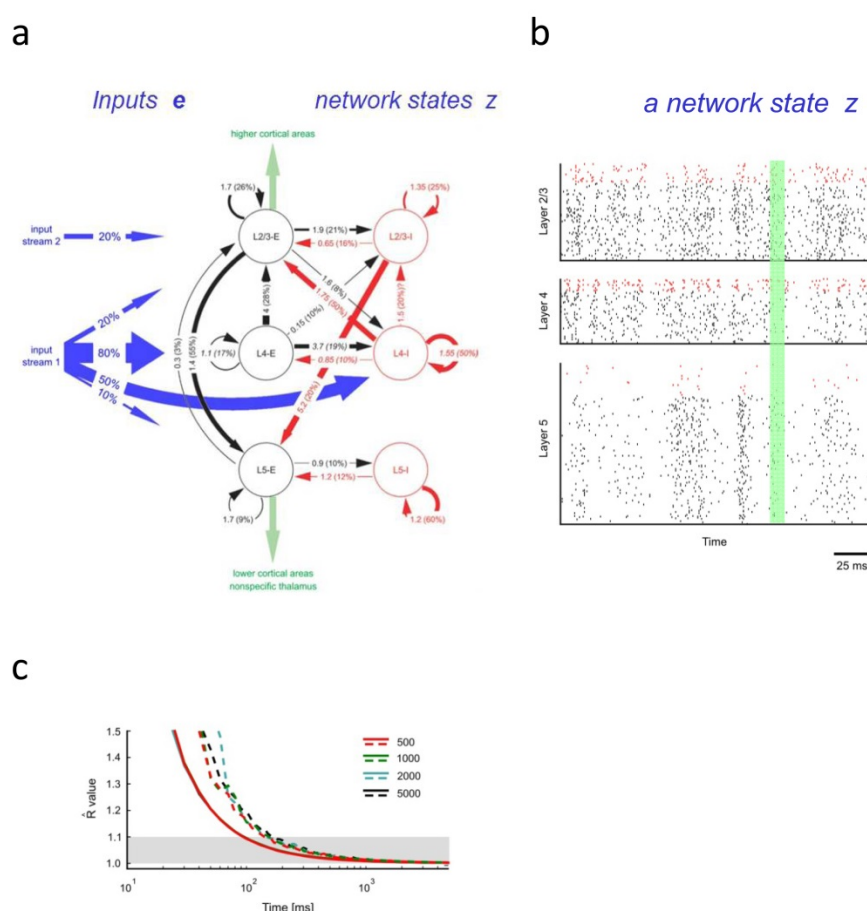 a
b
Inputs e
network states z
a network state z
higher cortical areas
1.7 (26%)
1.35 (25%)
input
stream 2
20%
L2/3-E
1.9 (21%)
0.65 (16%)
L2/3-I
1.6 (8%)
1.75 (50%)
4 (28%)
0.15 (10%)
1.5 (20%)?
20%
input
stream 1
80%
50%
10%
0.3 (3%)
1.4 (55%)
1.1 (17%)
L4-E
3.7 (19%)
0.85 (10%)
L4-I
1.55 (50%)
5.2 (20%)
L5-E
0.9 (10%)
1.2 (12%)
L5-I
1.7 (9%)
1.2 (60%)
lower cortical areas
nonspecific thalamus
Layer 2/3
Layer 4
Layer 5
Time
25 ms
c
1.5
1.4
1.3
1.2
1.1
1.0
R̂ value
500
1000
2000
5000
10¹
10²
10³
Time [ms]